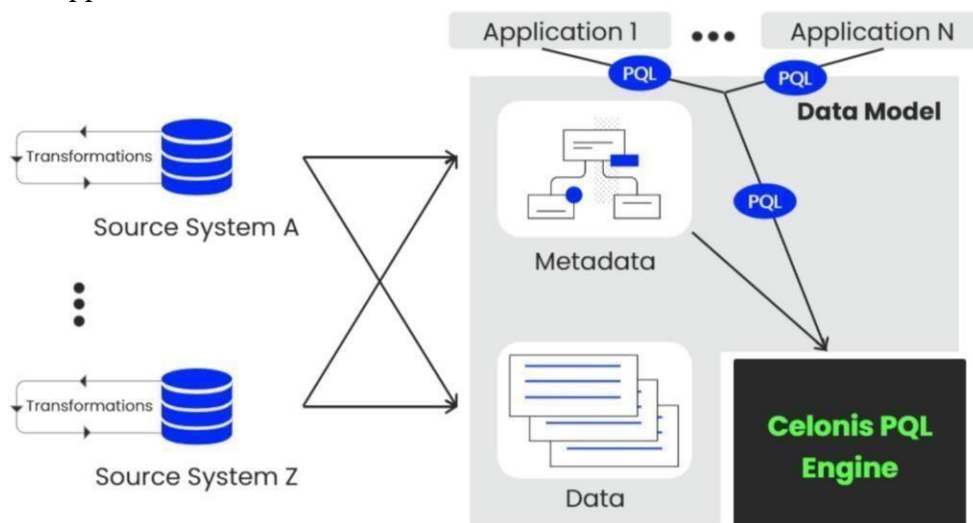 Application 1
Application N
PQL
PQL
Data Model
Transformations
Source System A
PQL
Metadata
Transformations
Source System Z
Data
Celonis PQL
Engine